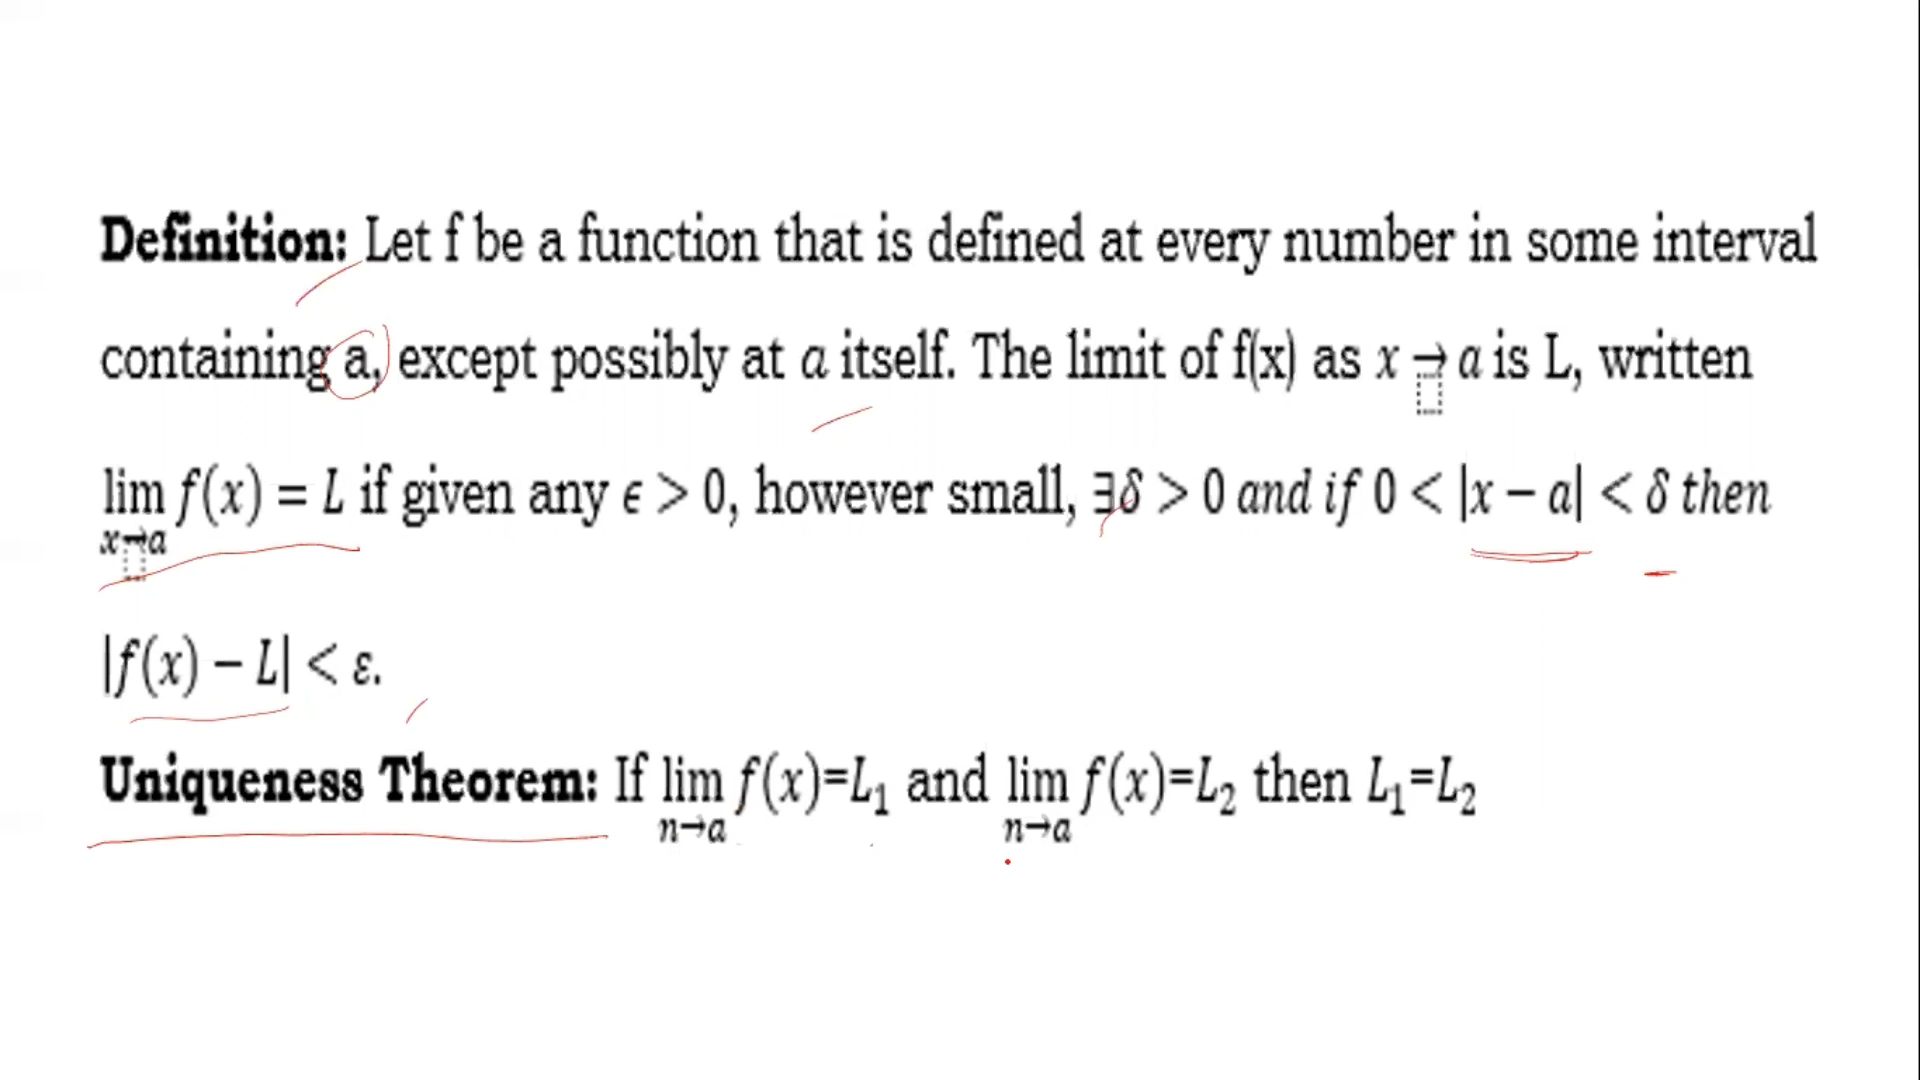 Definition: Let f be a function that is defined at every number in some interval
containing a, except possibly at a itself. The limit of f(x) as x → a is L, written
lim f(x) = L if given any ϵ > 0, however small, ∃δ > 0 and if 0 < |x − a| < δ then
x→a
|f(x) − L| < ε.
Uniqueness Theorem: If lim f(x)=L₁ and lim f(x)=L₂ then L₁=L₂
n→a n→a